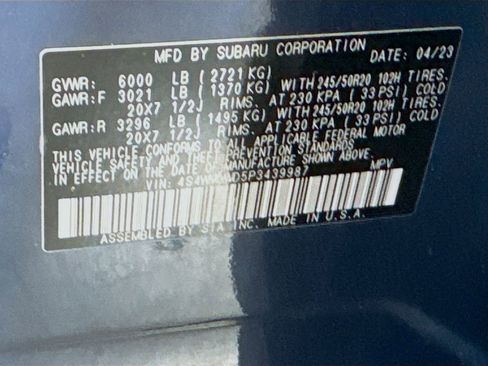 MFD BY SUBARU CORPORATION DATE: 04/23
GVWR: 6000 LB (2721 KG)
GAWR:F 3021 LB (1370 KG) WITH 245/50R20 102H TIRES.
20X7 1/2J RIMS. AT 230 KPA (33 PSI) COLD
GAWR:R 3296 LB (1495 KG) WITH 245/50R20 102H TIRES.
20X7 1/2J RIMS. AT 230 KPA (33 PSI) COLD
THIS VEHICLE CONFORMS TO ALL APPLICABLE FEDERAL MOTOR
VEHICLE SAFETY AND THEFT PREVENTION STANDARDS IN EFFECT ON THE
DATE OF MANUFACTURE SHOWN ABOVE.
VIN: MPV
ASSEMBLED BY SIA INC. MADE IN U.S.A.